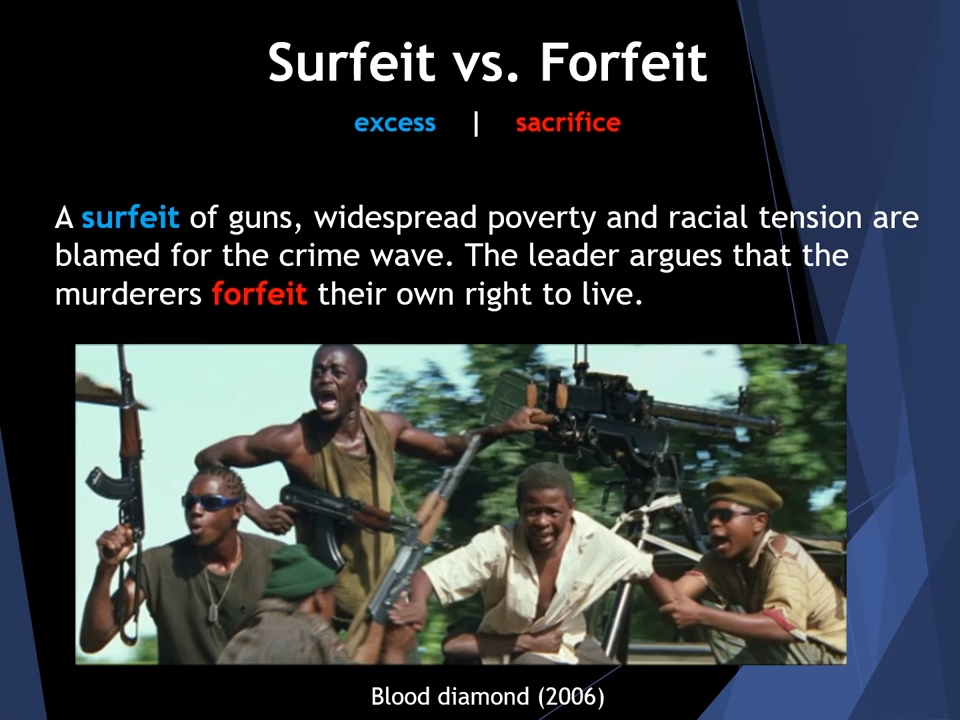 Surfeit vs. Forfeit
excess | sacrifice
A surfeit of guns, widespread poverty and racial tension are
blamed for the crime wave. The leader argues that the
murderers forfeit their own right to live.
Blood diamond (2006)